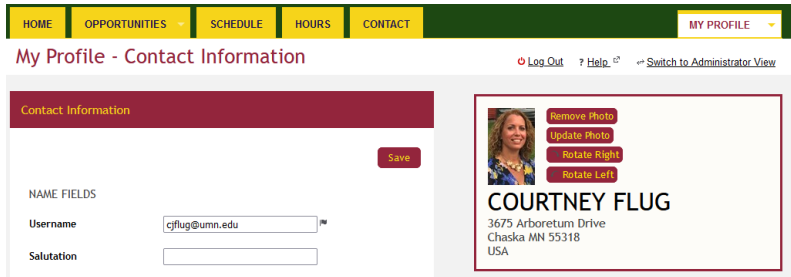 HOME OPPORTUNITIES SCHEDULE HOURS CONTACT MY PROFILE
My Profile - Contact Information
Log Out ? Help Switch to Administrator View
Contact Information
Save
NAME FIELDS
Username cjflug@umn.edu
Salutation
Remove Photo
Update Photo
Rotate Right
Rotate Left
COURTNEY FLUG
3675 Arboretum Drive
Chaska MN 55318
USA